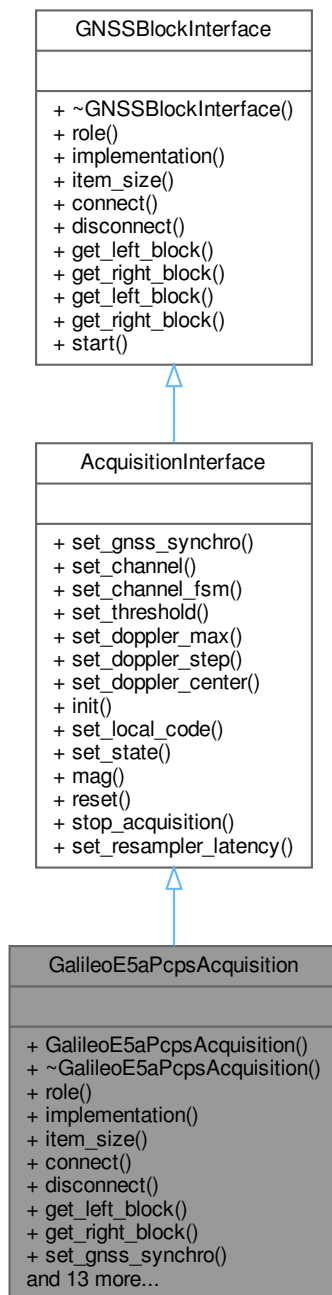 GNSSBlockInterface
+ ~GNSSBlockInterface()
+ role()
+ implementation()
+ item_size()
+ connect()
+ disconnect()
+ get_left_block()
+ get_right_block()
+ get_left_block()
+ get_right_block()
+ start()
AcquisitionInterface
+ set_gnss_synchro()
+ set_channel()
+ set_channel_fsm()
+ set_threshold()
+ set_doppler_max()
+ set_doppler_step()
+ set_doppler_center()
+ init()
+ set_local_code()
+ set_state()
+ mag()
+ reset()
+ stop_acquisition()
+ set_resampler_latency()
GalileoE5aPcpsAcquisition
+ GalileoE5aPcpsAcquisition()
+ ~GalileoE5aPcpsAcquisition()
+ role()
+ implementation()
+ item_size()
+ connect()
+ disconnect()
+ get_left_block()
+ get_right_block()
+ set_gnss_synchro()
and 13 more...